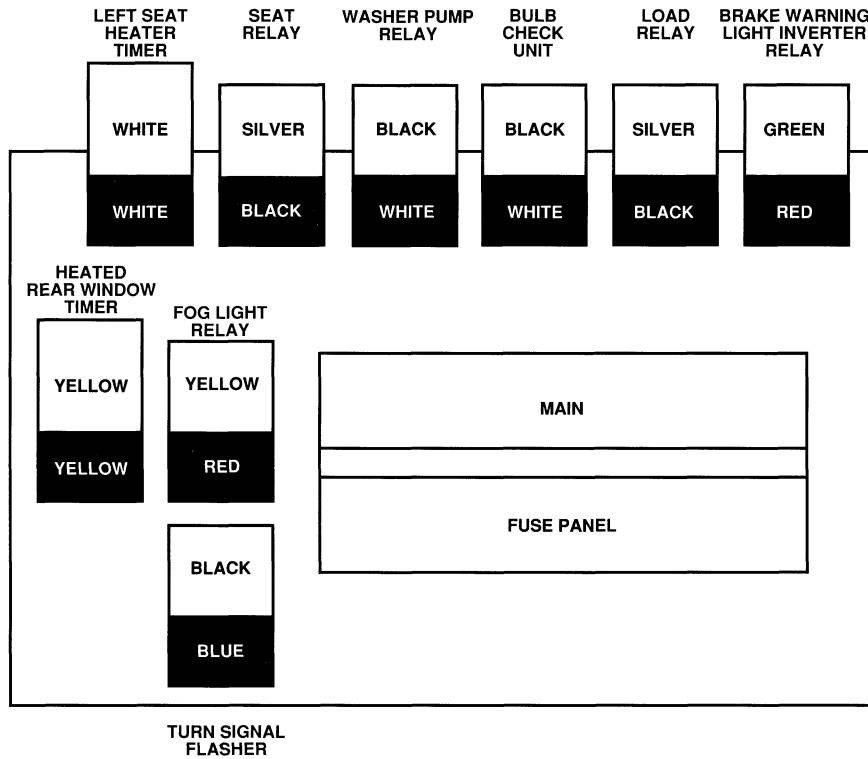 LEFT SEAT
HEATER
TIMER
SEAT
RELAY
WASHER PUMP
RELAY
BULB
CHECK
UNIT
LOAD
RELAY
BRAKE WARNING
LIGHT INVERTER
RELAY
WHITE
SILVER
BLACK
BLACK
SILVER
GREEN
WHITE
BLACK
WHITE
WHITE
BLACK
RED
HEATED
REAR WINDOW
TIMER
FOG LIGHT
RELAY
YELLOW
YELLOW
MAIN
YELLOW
RED
FUSE PANEL
BLACK
BLUE
TURN SIGNAL
FLASHER